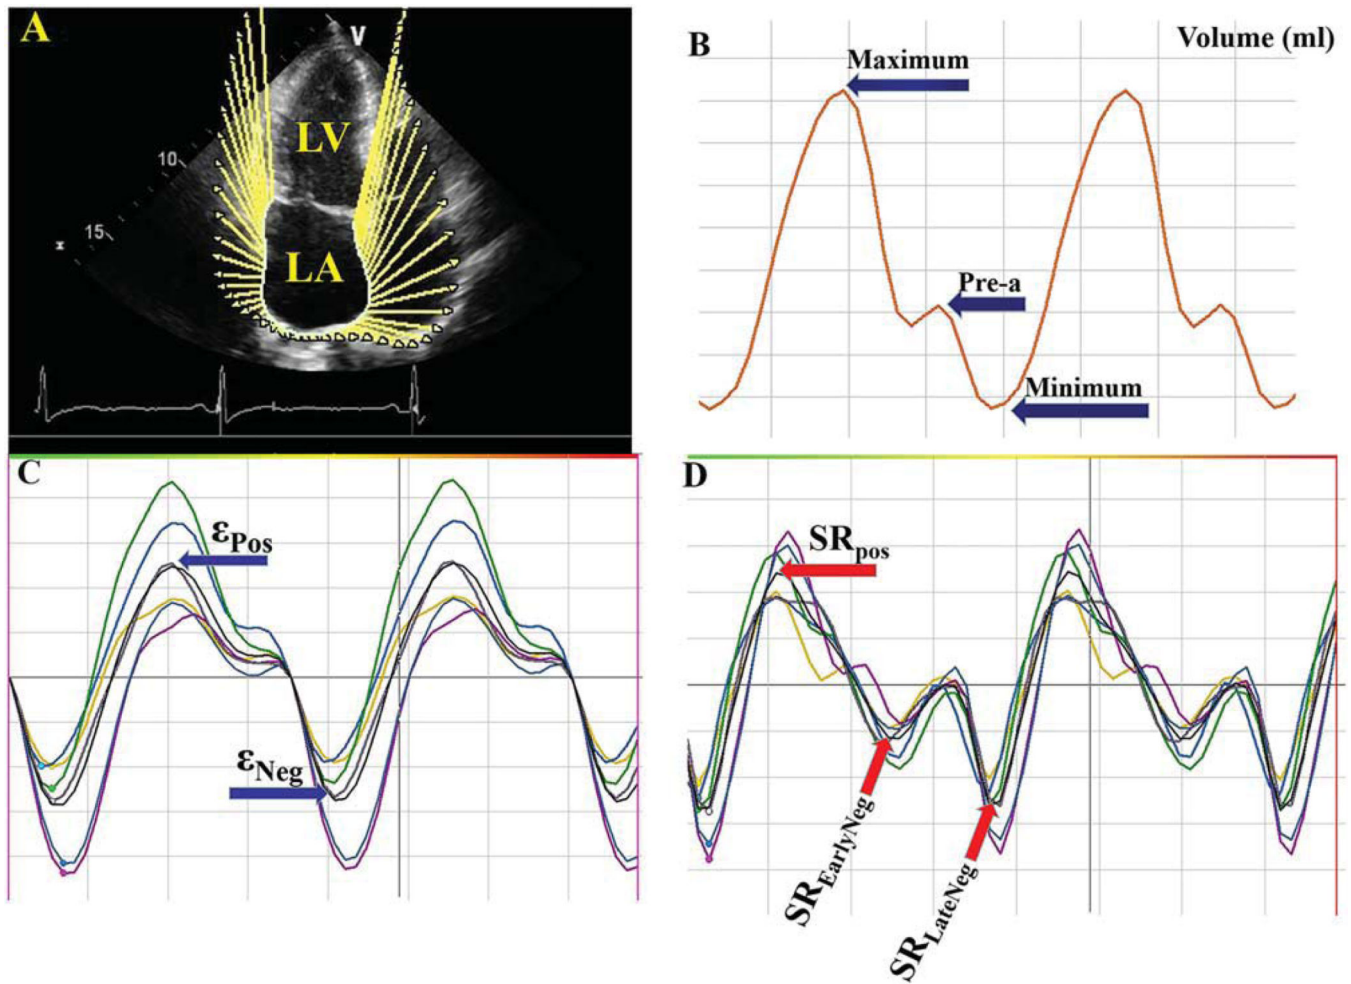 A
V
LV
10
LA
15
B
Volume (ml)
Maximum
Pre-a
Minimum
C
εPos
εNeg
D
SRpos
SREarlyNeg
SRLateNeg